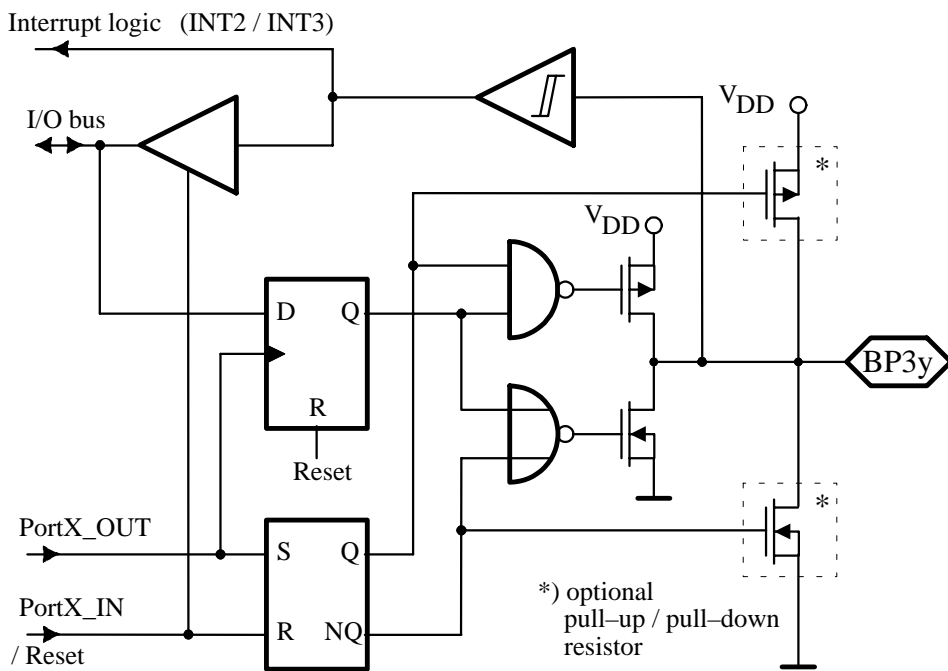 Interrupt logic (INT2 / INT3)
I/O bus
VDD
*
VDD
D Q
R
Reset
BP3y
*
PortX_OUT
S Q
PortX_IN
/ Reset
R NQ
*) optional
pull–up / pull–down
resistor